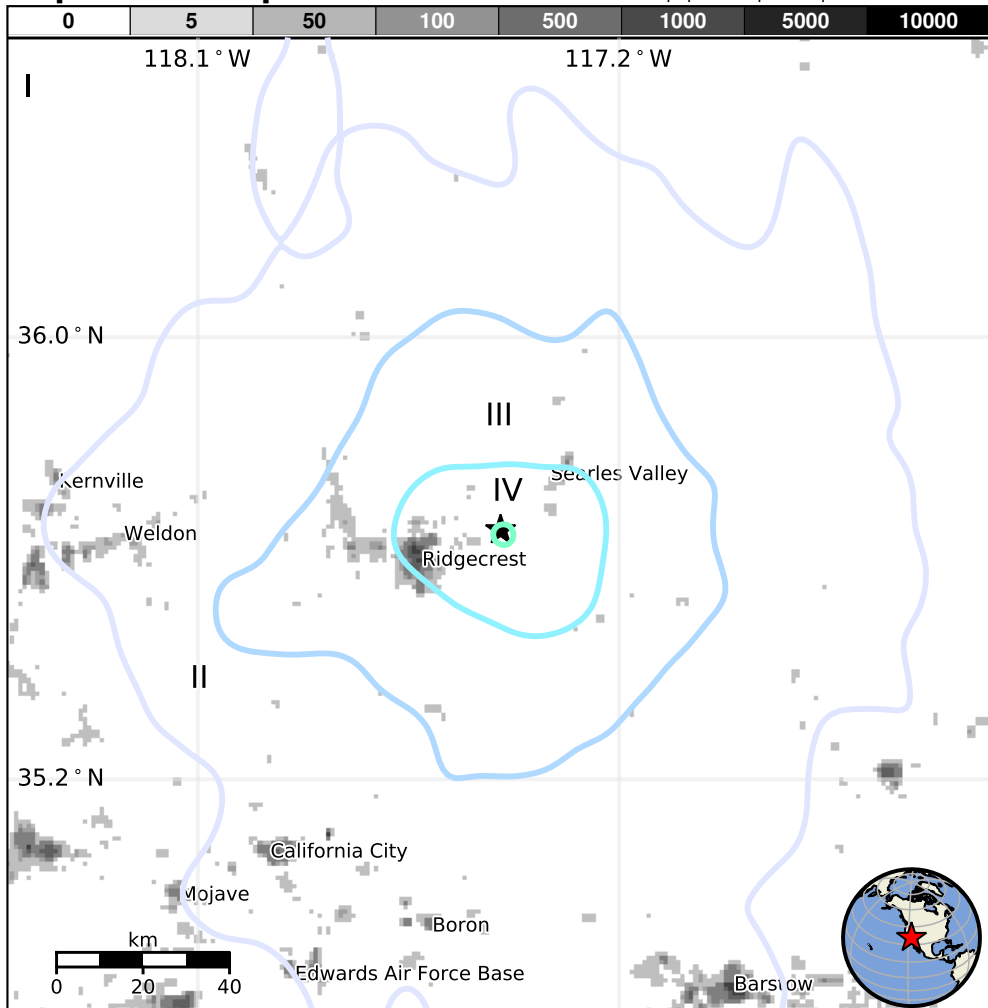 0 5 50 100 500 1000 5000 10000
118.1°W 117.2°W
I
36.0°N
III
Searles Valley
Kernville
IV
Weldon
Ridgecrest
II
35.2°N
California City
Mojave
Boron
km
Edwards Air Force Base
Barstow
0 20 40